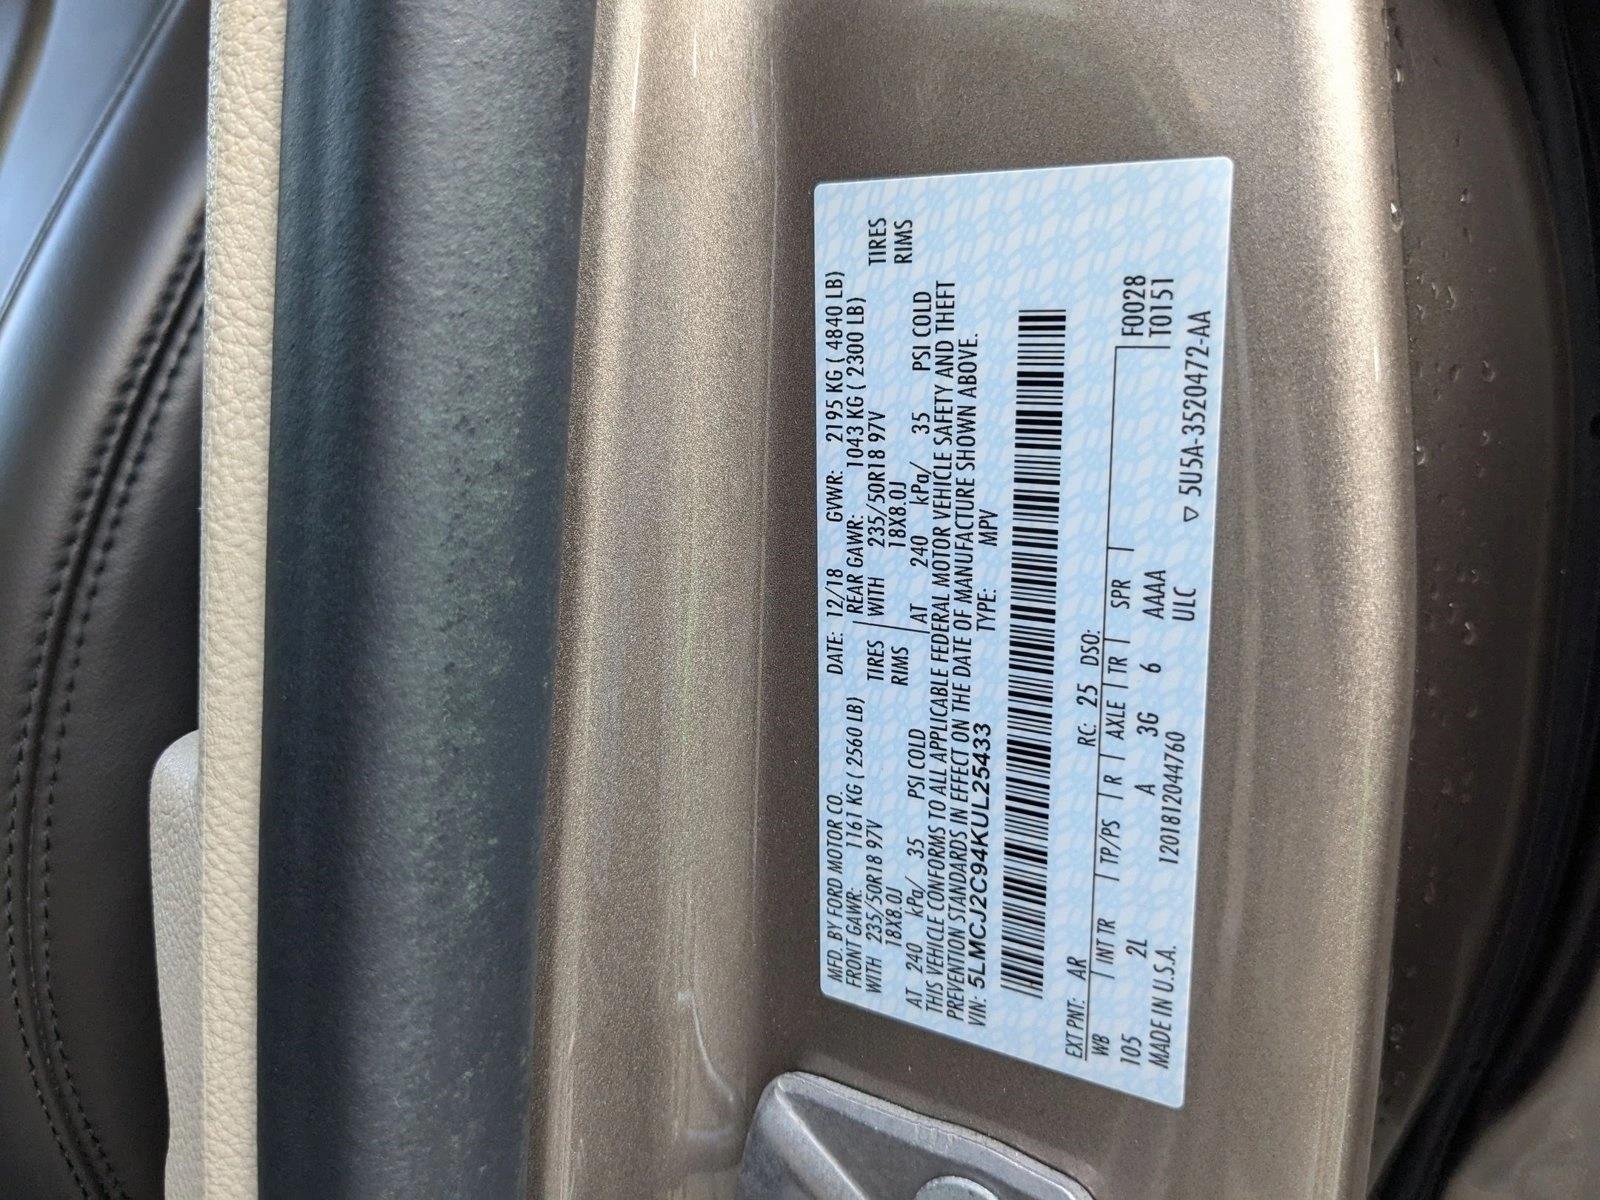 MFD. BY FORD MOTOR CO. DATE: 12/18 GVWR: 2195 KG ( 4840 LB)
FRONT GAWR: 1161 KG ( 2560 LB) REAR GAWR: 1043 KG ( 2300 LB)
WITH 235/50R18 97V TIRES WITH 235/50R18 97V TIRES
18X8.0J RIMS 18X8.0J RIMS
AT 240 kPa/ 35 PSI COLD AT 240 kPa/ 35 PSI COLD
THIS VEHICLE CONFORMS TO ALL APPLICABLE FEDERAL MOTOR VEHICLE SAFETY AND THEFT
PREVENTION STANDARDS IN EFFECT ON THE DATE OF MANUFACTURE SHOWN ABOVE.
VIN: 5LMCJ2C94KUL25433 TYPE: MPV
EXT PNT: AR RC: 25 DSO:
WB INT TR TP/PS R AXLE TR SPR F0028
105 2L A 3G 6 AAAA T0151
MADE IN U.S.A. 1201812044760 ULC ▽ 5U5A-3520472-AA